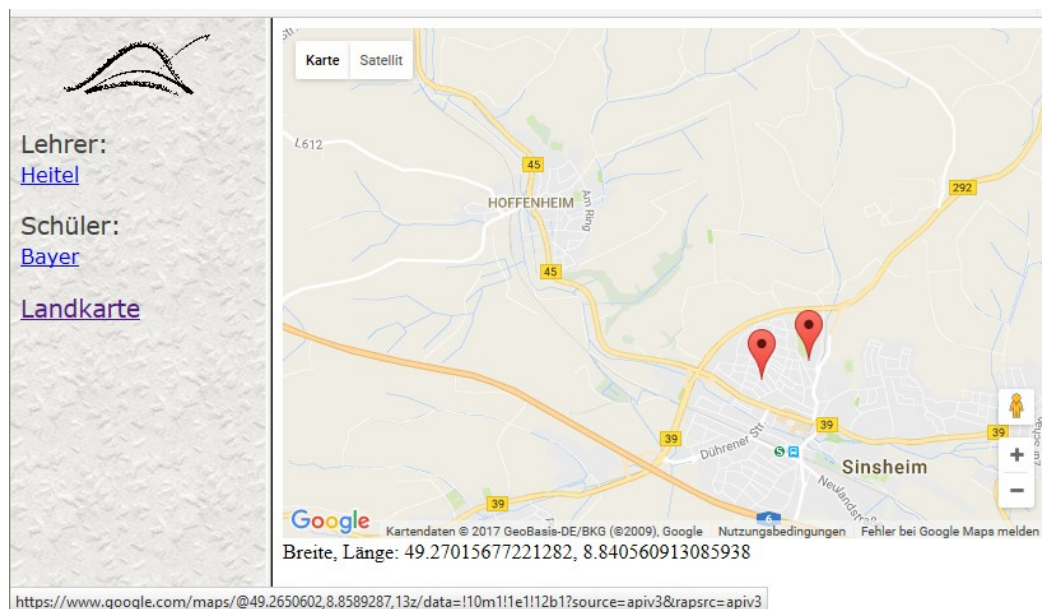 Lehrer:
Heitel
Schüler:
Bayer
Landkarte
Karte Satellit
L612
45
HOFFENHEIM
Am Ring
292
45
39
39
39
Dührener Str.
S
Sinsheim
Neulandstraße
39
6
+
−
Google
Kartendaten © 2017 GeoBasis-DE/BKG (©2009), Google Nutzungsbedingungen Fehler bei Google Maps melden
Breite, Länge: 49.27015677221282, 8.840560913085938
https://www.google.com/maps/@49.2650602,8.8589287,13z/data=!10m1!1e1!12b1?source=apiv3&rapsrc=apiv3